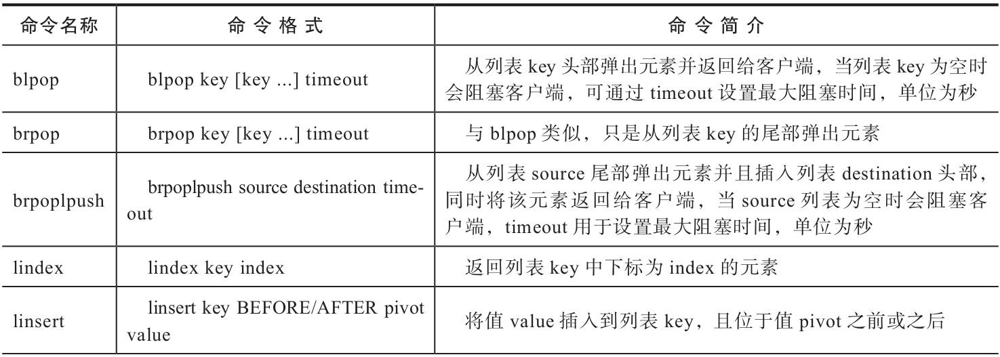 命令名称 命 令 格 式 命 令 简 介
blpop blpop key [key ...] timeout 从列表 key 头部弹出元素并返回给客户端，当列表 key 为空时
会阻塞客户端，可通过 timeout 设置最大阻塞时间，单位为秒
brpop brpop key [key ...] timeout 与 blpop 类似，只是从列表 key 的尾部弹出元素
brpoplpush brpoplpush source destination time-
out
从列表 source 尾部弹出元素并且插入列表 destination 头部，
同时将该元素返回给客户端，当 source 列表为空时会阻塞客
户端，timeout 用于设置最大阻塞时间，单位为秒
lindex lindex key index 返回列表 key 中下标为 index 的元素
linsert linsert key BEFORE/AFTER pivot
value
将值 value 插入到列表 key，且位于值 pivot 之前或之后